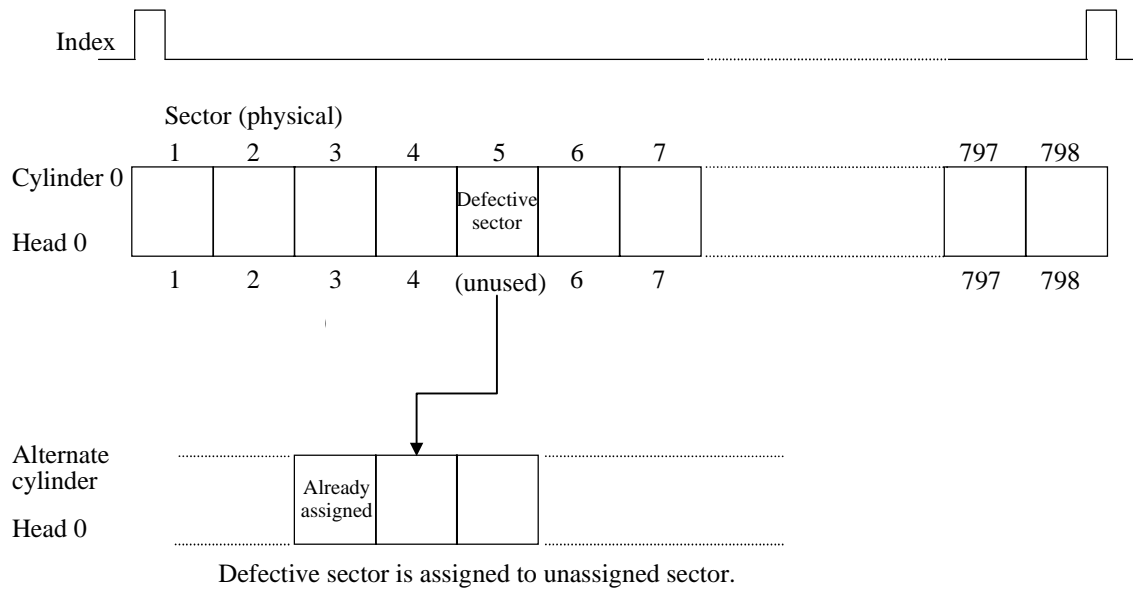 Index
Sector (physical)
1 2 3 4 5 6 7 797 798
Cylinder 0
Defective
sector
Head 0
1 2 3 4 (unused) 6 7 797 798
Alternate
cylinder
Already
assigned
Head 0
Defective sector is assigned to unassigned sector.